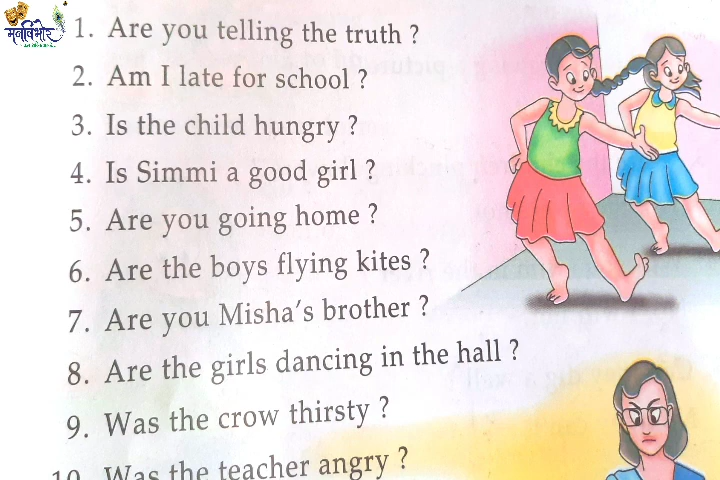 मनर्विभोर
1. Are you telling the truth ?
2. Am I late for school ?
3. Is the child hungry ?
4. Is Simmi a good girl ?
5. Are you going home ?
6. Are the boys flying kites ?
7. Are you Misha's brother ?
8. Are the girls dancing in the hall ?
9. Was the crow thirsty ?
10. Was the teacher angry ?